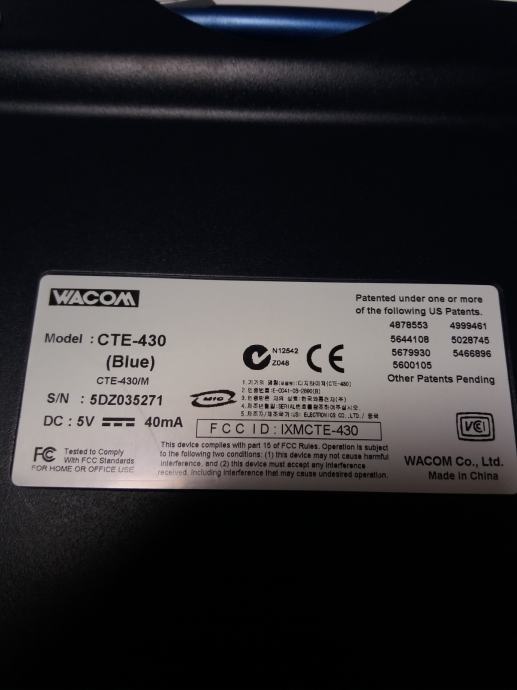 WACOM
Model : CTE-430
(Blue)
CTE-430/M
S/N : 5DZ035271
DC : 5V 40mA
FC Tested to Comply
With FCC Standards
FOR HOME OR OFFICE USE
N12542
Z048
CE
MIC
FCC ID : IXMCTE-430
This device complies with part 15 of FCC Rules. Operation is subject
to the following two conditions: (1) this device may not cause harmful
interference, and (2) this device must accept any interference
received, including interference that may cause undesired operation.
Patented under one or more
of the following US Patents.
4878553 4999461
5644108 5028745
5679930 5466896
5600105
Other Patents Pending
WACOM Co., Ltd.
Made in China